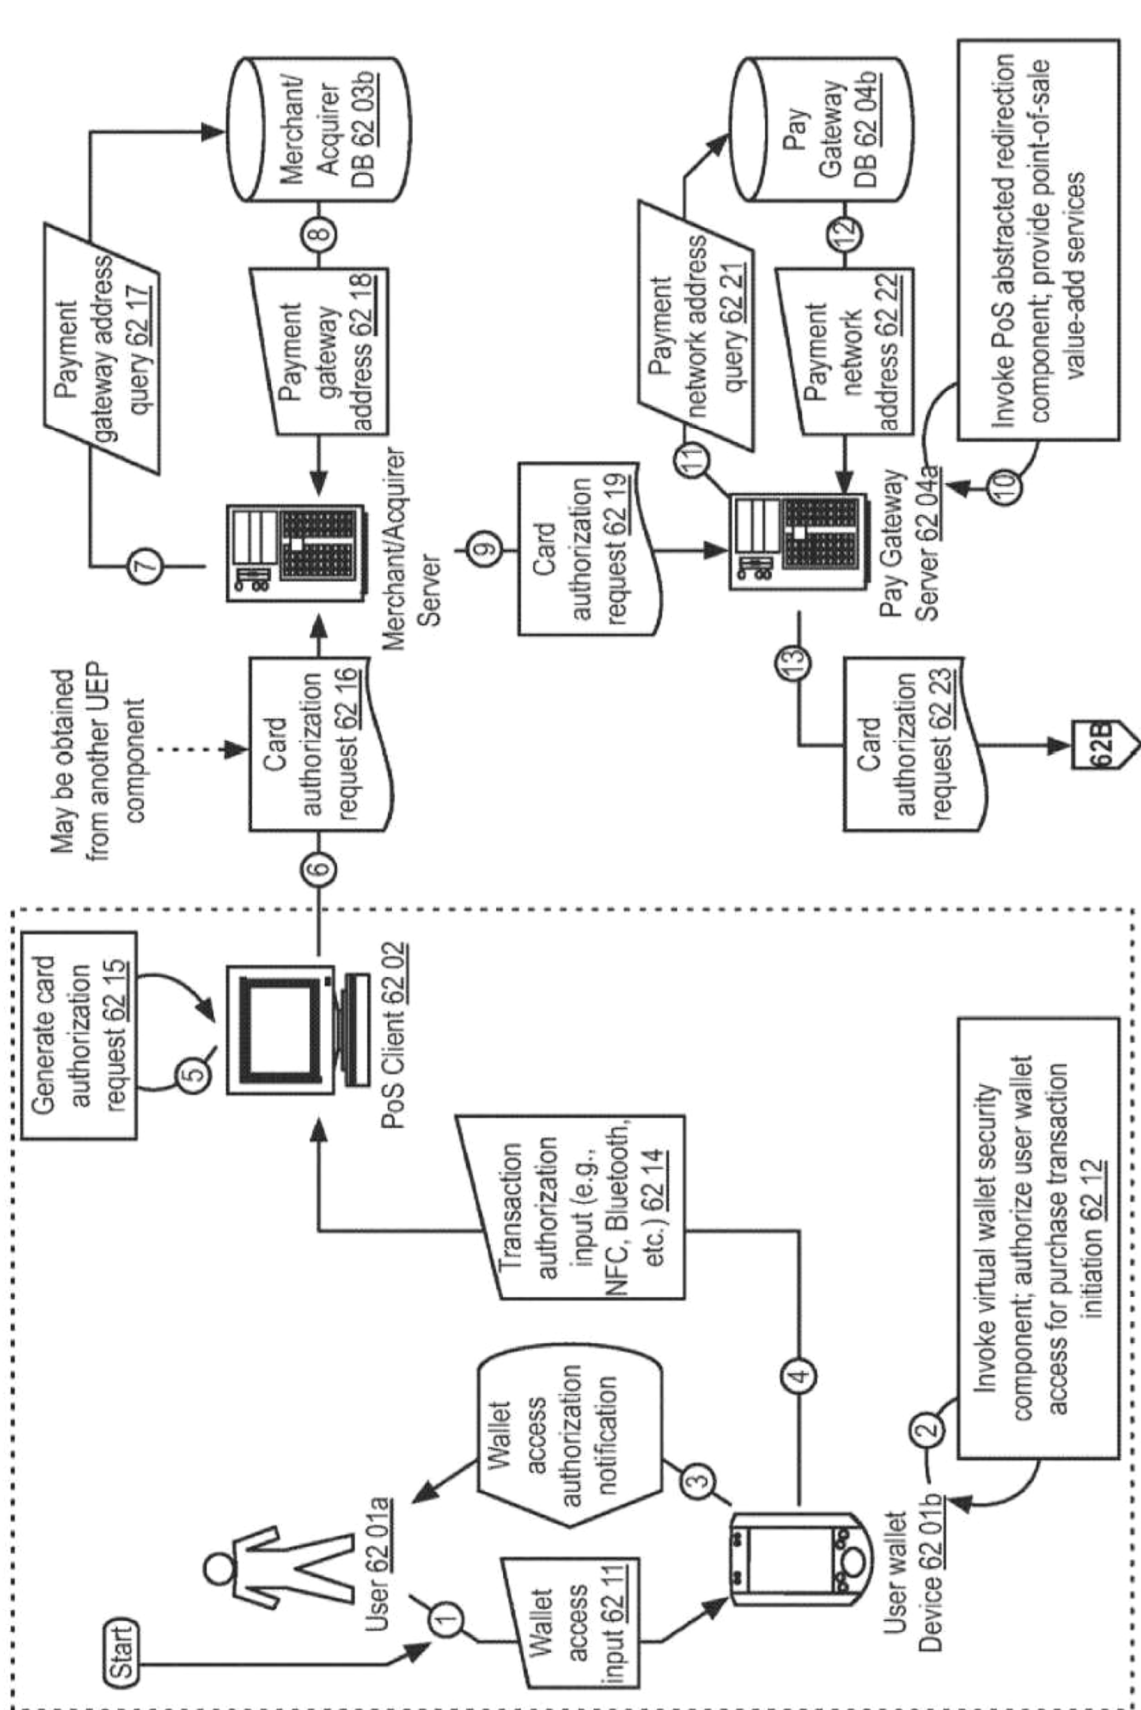 Start
User 62 01a
1
Wallet
access
input 62 11
User wallet
Device 62 01b
2
Invoke virtual wallet security
component; authorize user wallet
access for purchase transaction
initiation 62 12
3
Wallet
access
authorization
notification
4
Transaction
authorization
input (e.g.,
NFC, Bluetooth,
etc.) 62 14
PoS Client 62 02
5
Generate card
authorization
request 62 15
6
May be obtained
from another UEP
component
Card
authorization
request 62 16
Merchant/Acquirer
Server
7
Payment
gateway address
query 62 17
Merchant/
Acquirer
DB 62 03b
8
Payment
gateway
address 62 18
9
Card
authorization
request 62 19
Pay Gateway
Server 62 04a
10
Invoke PoS abstracted redirection
component; provide point-of-sale
value-add services
11
Payment
network address
query 62 21
Pay
Gateway
DB 62 04b
12
Payment
network
address 62 22
13
Card
authorization
request 62 23
62B